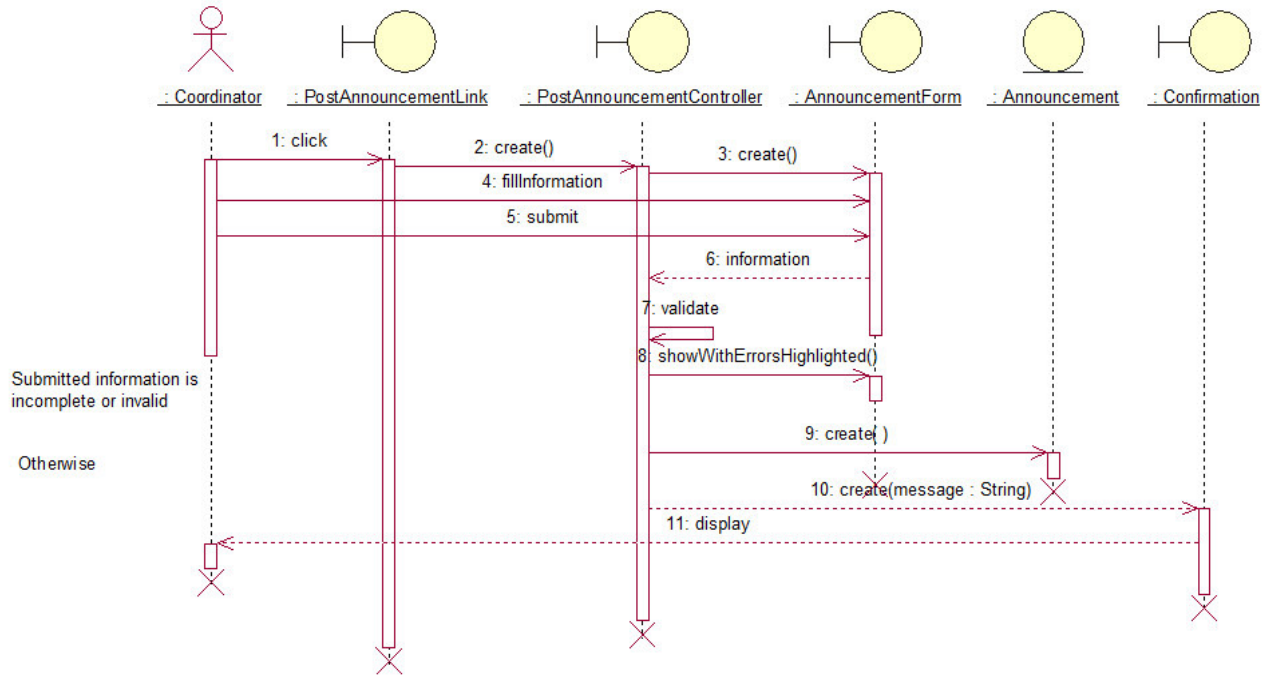 : Coordinator
: PostAnnouncementLink
: PostAnnouncementController
: AnnouncementForm
: Announcement
: Confirmation
1: click
2: create()
3: create()
4: fillInformation
5: submit
6: information
7: validate
8: showWithErrorsHighlighted()
Submitted information is
incomplete or invalid
9: create( )
Otherwise
10: create(message : String)
11: display